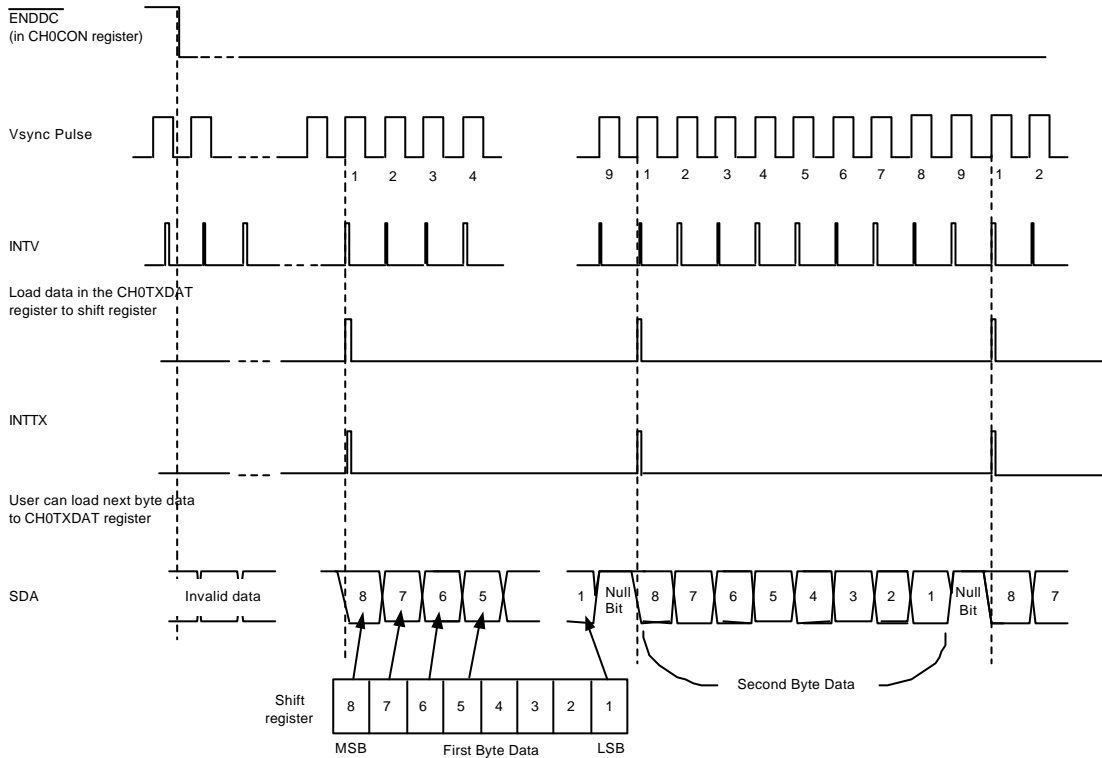 ENDDC
(in CH0CON register)
Vsync Pulse
1 2 3 4 9 1 2 3 4 5 6 7 8 9 1 2
INTV
Load data in the CH0TXDAT
register to shift register
INTTX
User can load next byte data
to CH0TXDAT register
SDA
Invalid data
8 7 6 5 1 Null Bit 8 7 6 5 4 3 2 1 Null Bit 8 7
Second Byte Data
Shift
register
8 7 6 5 4 3 2 1
MSB First Byte Data LSB